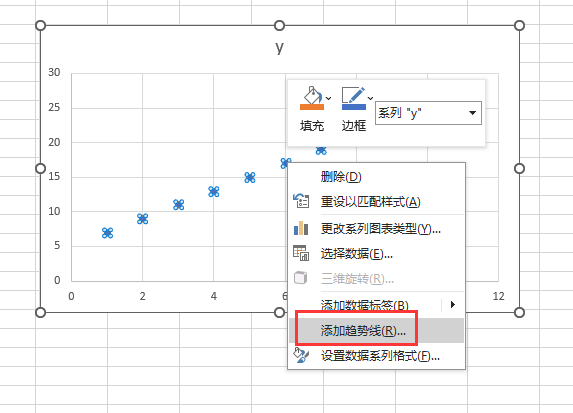 y
30
25
20
15
10
5
0
0
2
4
6
12
填充
边框
系列 "y"
删除(D)
重设以匹配样式(A)
更改系列图表类型(Y)...
选择数据(E)...
三维旋转(R)...
添加数据标签(B)
添加趋势线(R)...
设置数据系列格式(F)...